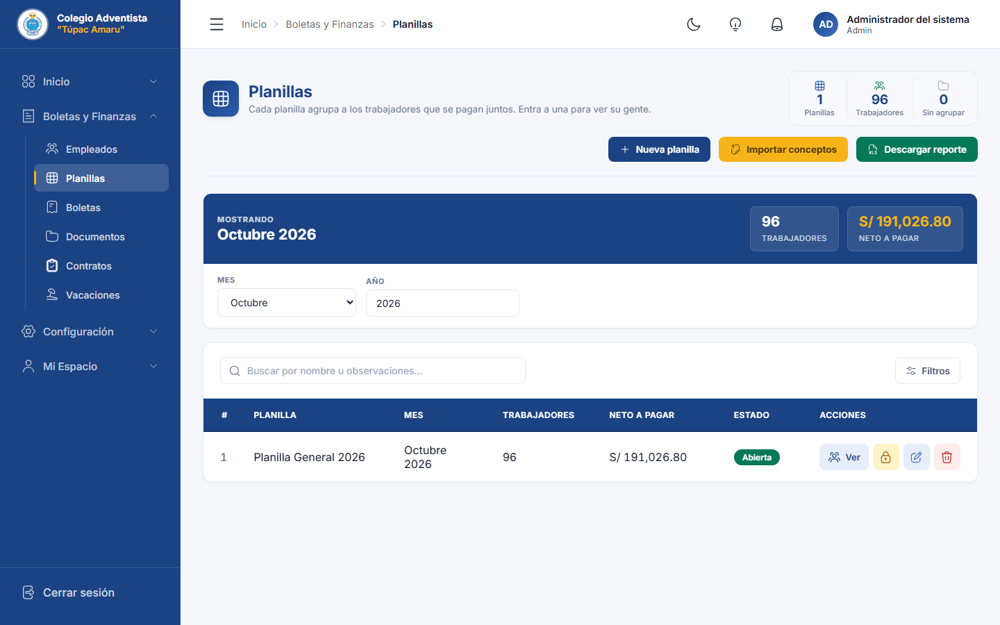 Colegio Adventista
"Túpac Amaru"
Inicio
Boletas y Finanzas
Empleados
Planillas
Boletas
Documentos
Contratos
Vacaciones
Configuración
Mi Espacio
Cerrar sesión
Inicio > Boletas y Finanzas > Planillas
AD
Administrador del sistema
Admin
Planillas
Cada planilla agrupa a los trabajadores que se pagan juntos. Entra a una para ver su gente.
1
Planillas
96
Trabajadores
0
Sin agrupar
+ Nueva planilla
Importar conceptos
XLS Descargar reporte
MOSTRANDO
Octubre 2026
96
TRABAJADORES
S/ 191,026.80
NETO A PAGAR
MES
Octubre
AÑO
2026
Buscar por nombre u observaciones...
Filtros
# PLANILLA MES TRABAJADORES NETO A PAGAR ESTADO ACCIONES
1 Planilla General 2026 Octubre 2026 96 S/ 191,026.80 Abierta Ver